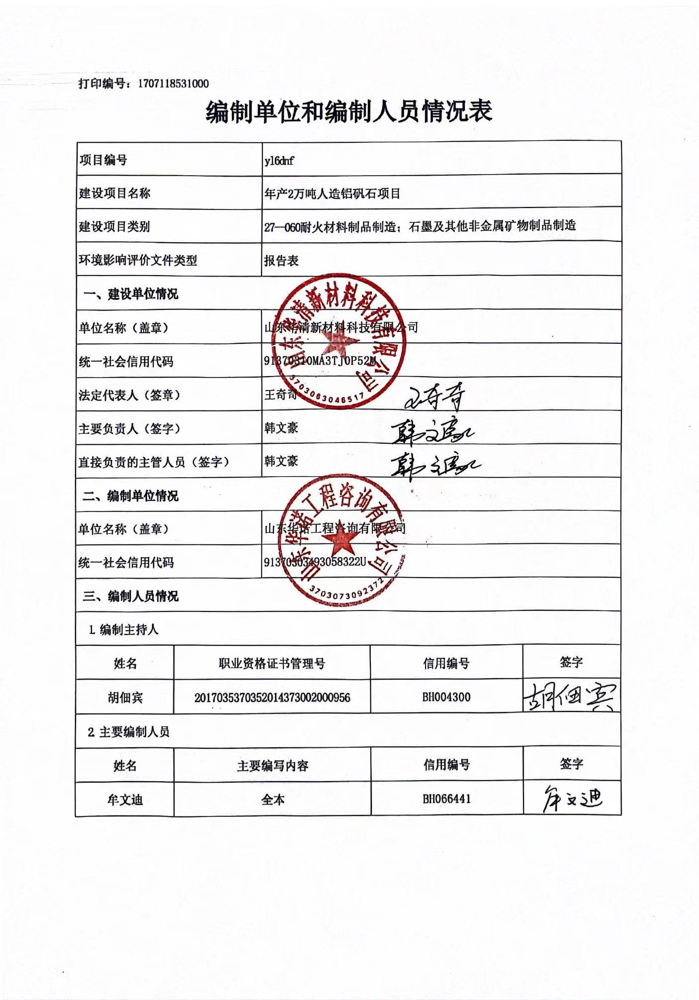 打印编号：1707118531000
编制单位和编制人员情况表
项目编号 yl6dnf
建设项目名称 年产2万吨人造铝矾石项目
建设项目类别 27—060耐火材料制品制造；石墨及其他非金属矿物制品制造
环境影响评价文件类型 报告表
一、建设单位情况
单位名称（盖章） 山东华清新材料科技有限公司
统一社会信用代码 91370310MA3TJ0P52M
法定代表人（签章） 王奇奇 王奇奇
主要负责人（签字） 韩文豪 韩文豪
直接负责的主管人员（签字） 韩文豪 韩文豪
山东华清新材料科技有限公司
3703063046517
二、编制单位情况
单位名称（盖章） 山东华诺工程咨询有限公司
统一社会信用代码 91370303493058322U
山东华诺工程咨询有限公司
3703073092372
三、编制人员情况
1.编制主持人
姓名 职业资格证书管理号 信用编号 签字
胡佃宾 2017035370352014373002000956 BH004300 胡佃宾
2.主要编制人员
姓名 主要编写内容 信用编号 签字
牟文迪 全本 BH066441 牟文迪